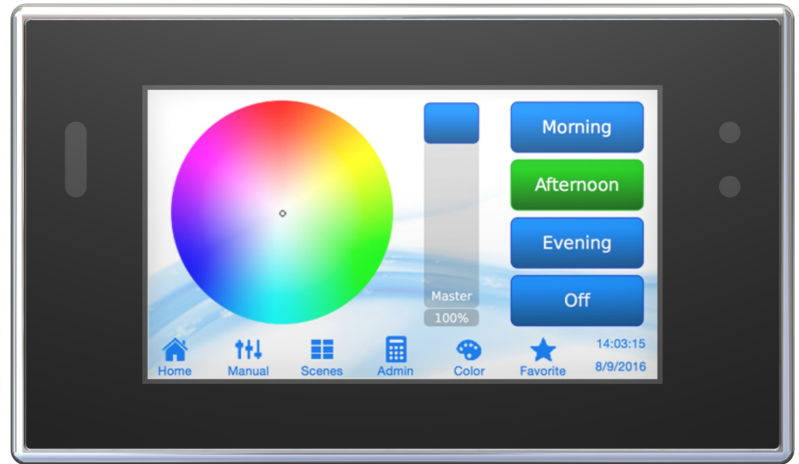 Morning
Afternoon
Evening
Off
Master
100%
Home
Manual
Scenes
Admin
Color
Favorite
14:03:15
8/9/2016